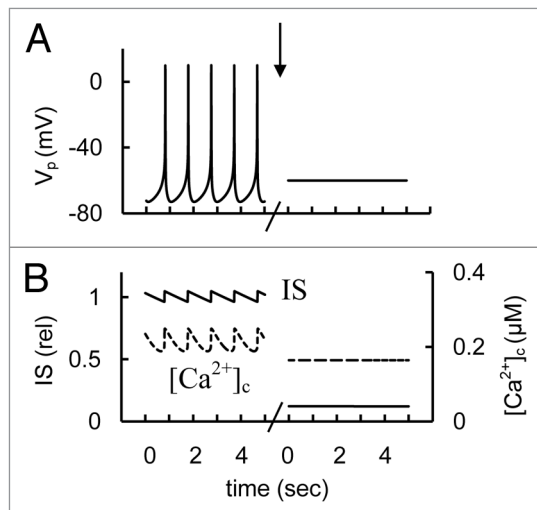 A
0
-40
-80
Vp (mV)
B
1
0.5
0
IS (rel)
IS
[Ca2+]c
0.4
0.2
0
[Ca2+]c (µM)
0 2 4 0 2 4
time (sec)